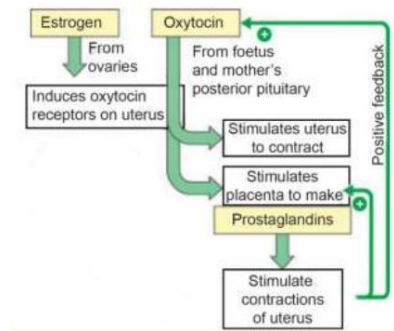 Estrogen
Oxytocin
+
From
ovaries
From foetus
and mother's
posterior pituitary
Induces oxytocin
receptors on uterus
Stimulates uterus
to contract
Stimulates
placenta to make
+
Prostaglandins
Stimulate
contractions
of uterus
Positive feedback